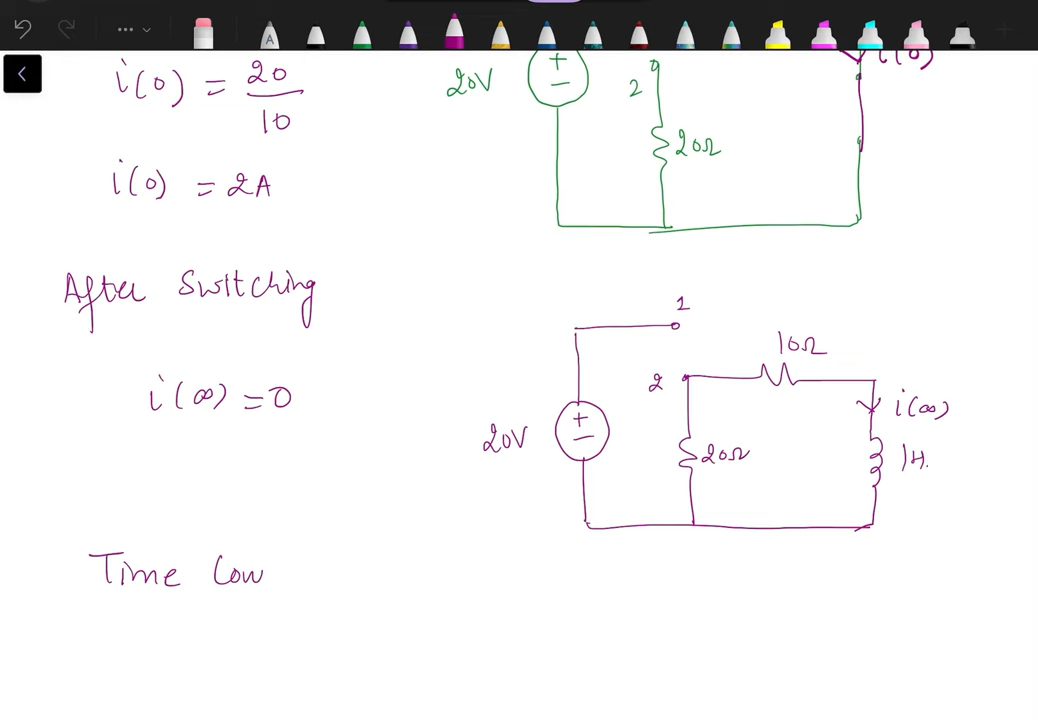 A
i(0) = 20
10
i(0) = 2A
After Switching
i(∞) = 0
Time Con
20V
+
−
2
20Ω
i(0)
1
10Ω
2
i(∞)
20V
+
−
20Ω
1H.